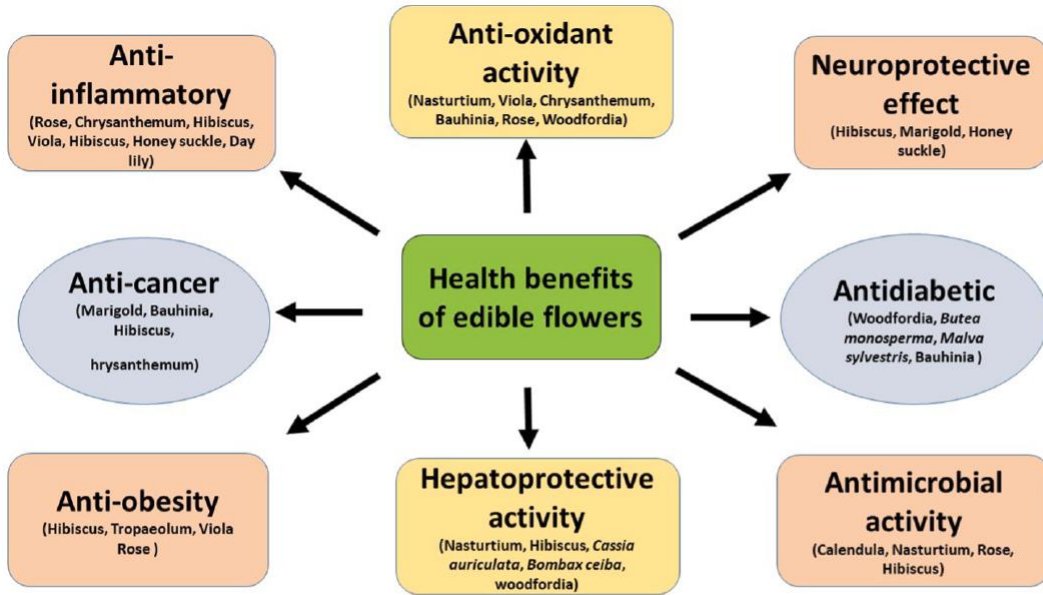 Anti-
inflammatory
(Rose, Chrysanthemum, Hibiscus,
Viola, Hibiscus, Honey suckle, Day
lily)
Anti-oxidant
activity
(Nasturtium, Viola, Chrysanthemum,
Bauhinia, Rose, Woodfordia)
Neuroprotective
effect
(Hibiscus, Marigold, Honey
suckle)
Anti-cancer
(Marigold, Bauhinia,
Hibiscus,
hrysanthemum)
Health benefits
of edible flowers
Antidiabetic
(Woodfordia, Butea
monosperma, Malva
sylvestris, Bauhinia )
Anti-obesity
(Hibiscus, Tropaeolum, Viola
Rose )
Hepatoprotective
activity
(Nasturtium, Hibiscus, Cassia
auriculata, Bombax ceiba,
woodfordia)
Antimicrobial
activity
(Calendula, Nasturtium, Rose,
Hibiscus)